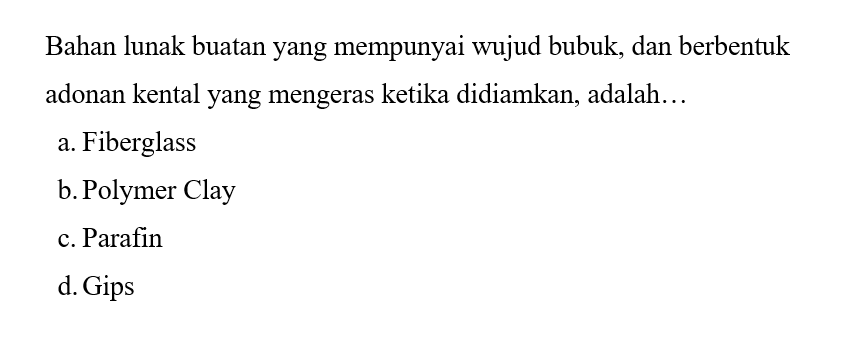 Bahan lunak buatan yang mempunyai wujud bubuk, dan berbentuk
adonan kental yang mengeras ketika didiamkan, adalah…
a. Fiberglass
b. Polymer Clay
c. Parafin
d. Gips